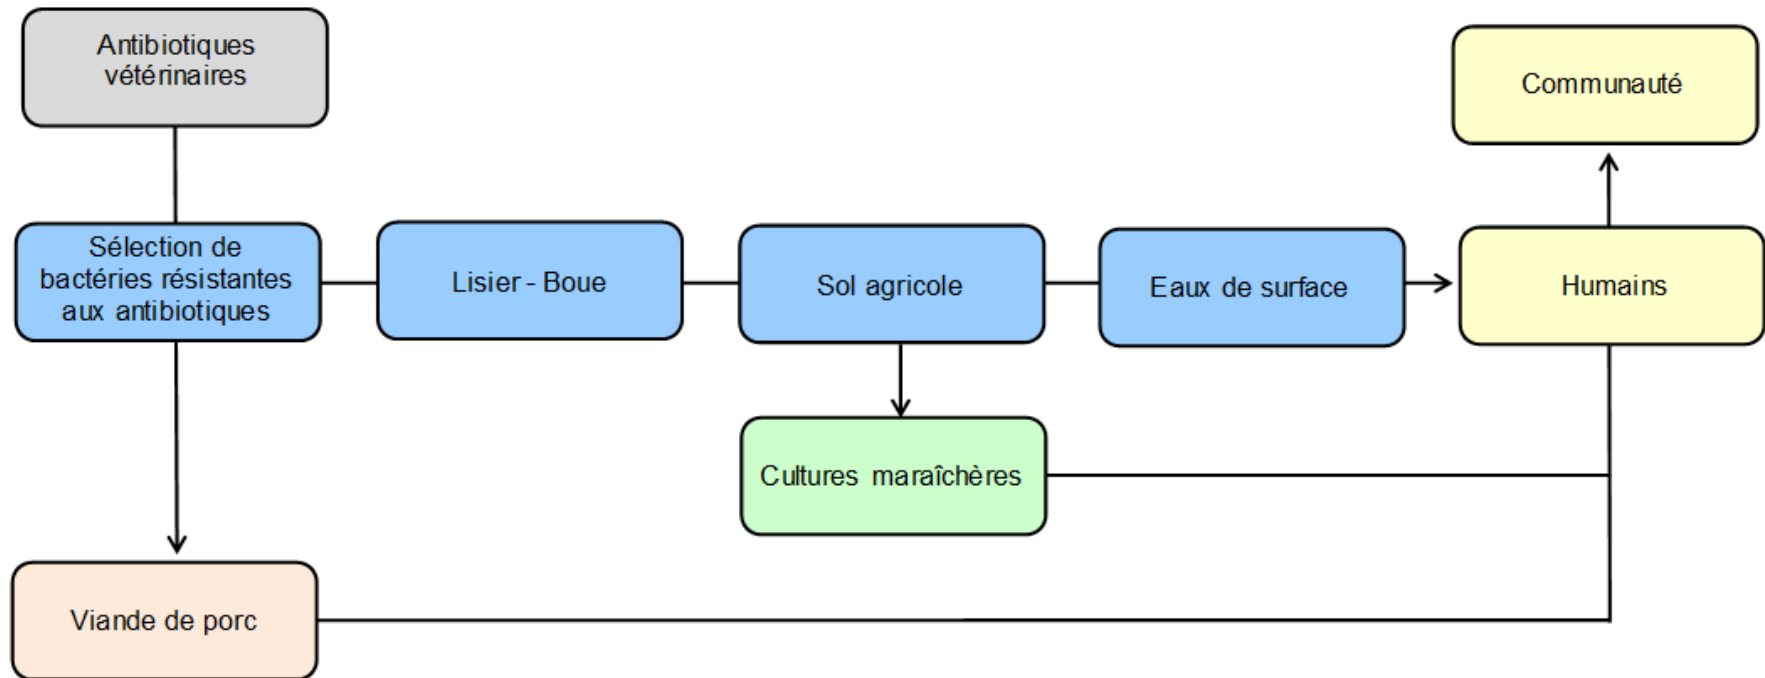 Antibiotiques
vétérinaires
Communauté
Sélection de
bactéries résistantes
aux antibiotiques
Lisier - Boue
Sol agricole
Eaux de surface
Humains
Cultures maraîchères
Viande de porc